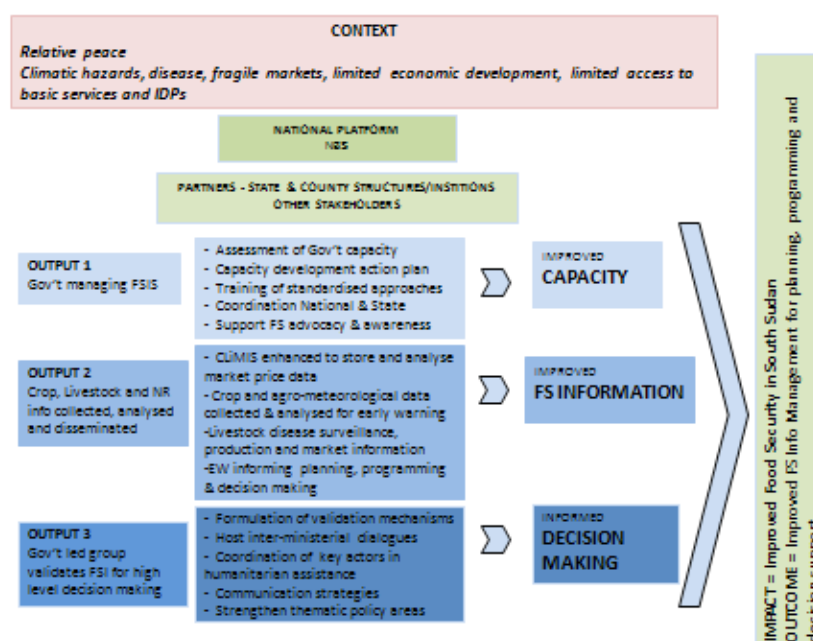 CONTEXT
Relative peace
Climatic hazards, disease, fragile markets, limited economic development, limited access to
basic services and IDPs
NATIONAL PLATFORM
NBS
PARTNERS - STATE & COUNTY STRUCTURES/INSTITIONS
OTHER STAKEHOLDERS
OUTPUT 1
Gov't managing FSIS
- Assessment of Gov't capacity
- Capacity development action plan
- Training of standardised approaches
- Coordination National & State
- Support FS advocacy & awareness
IMPROVED
CAPACITY
OUTPUT 2
Crop, Livestock and NR
info collected, analysed
and disseminated
- CLiMIS enhanced to store and analyse
market price data
- Crop and agro-meteorological data
collected & analysed for early warning
-Livestock disease surveillance,
production and market information
-EW informing planning, programming
& decision making
IMPROVED
FS INFORMATION
OUTPUT 3
Gov't led group
validates FSI for high
level decision making
- Formulation of validation mechanisms
- Host inter-ministerial dialogues
- Coordination of key actors in
humanitarian assistance
- Communication strategies
- Strengthen thematic policy areas
INFORMED
DECISION
MAKING
IMPACT = Improved Food Security in South Sudan
OUTCOME = Improved FS Info Management for planning, programming and